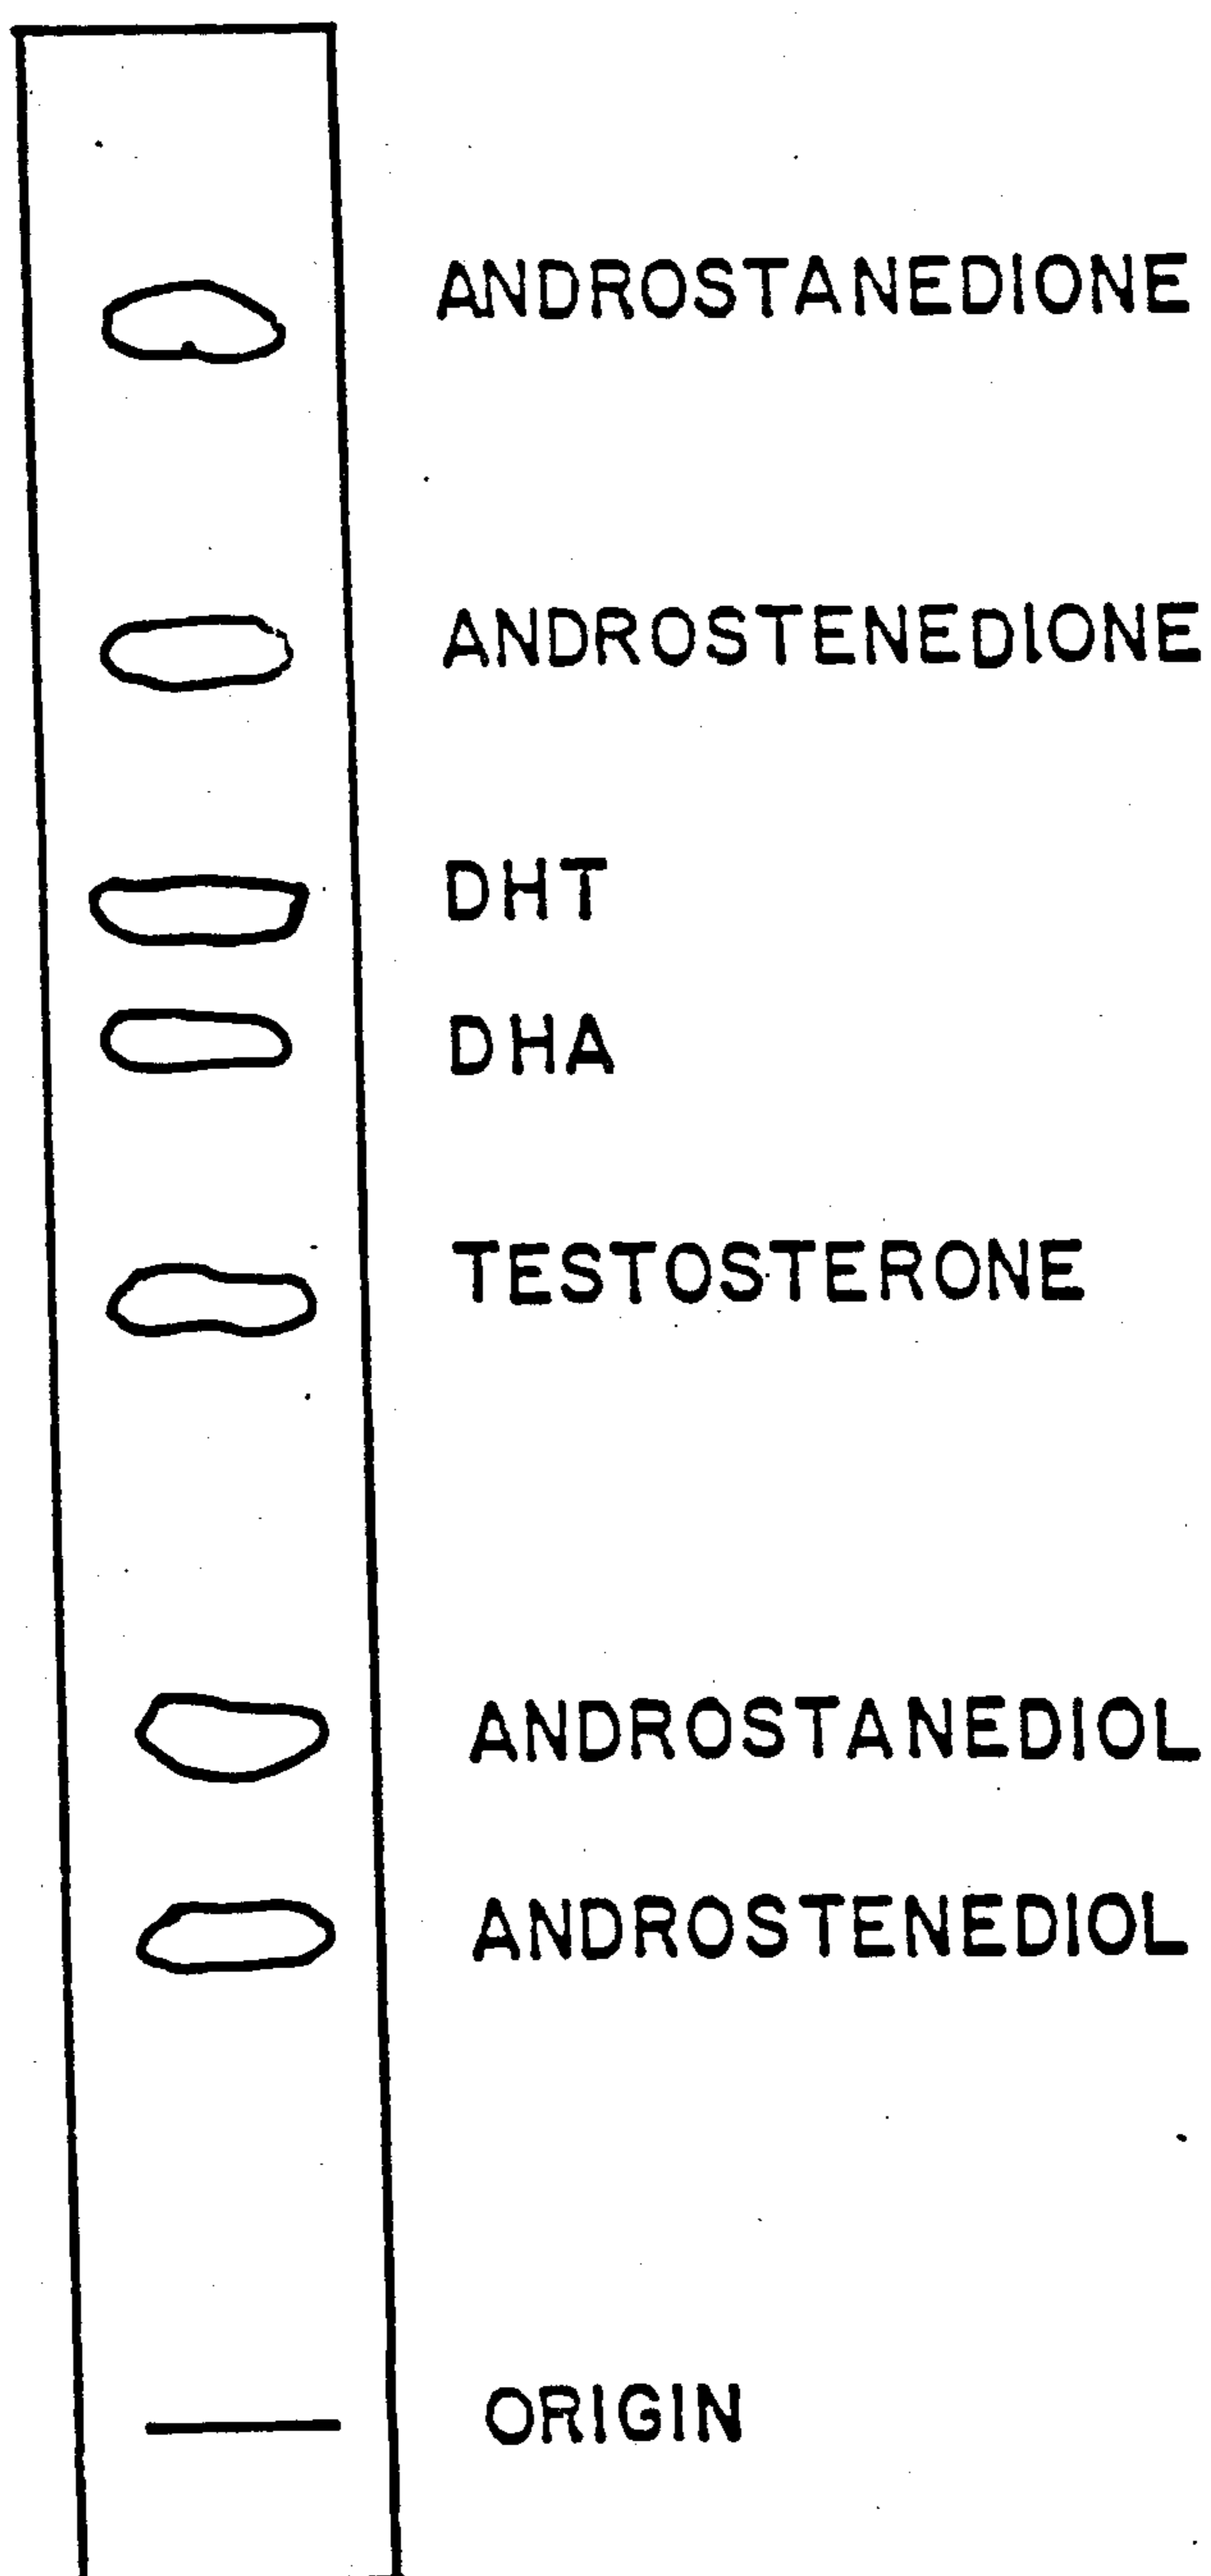 ANDROSTANEDIONE
ANDROSTENEDIONE
DHT
DHA
TESTOSTERONE
ANDROSTANEDIOL
ANDROSTENEDIOL
ORIGIN